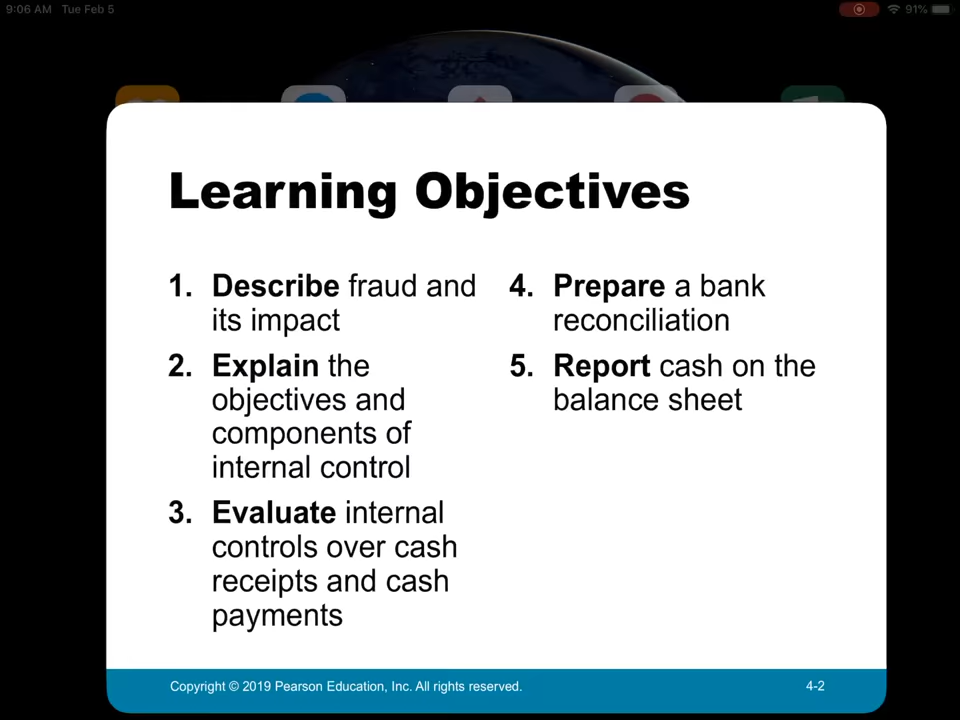 9:06 AM Tue Feb 5
91%
Learning Objectives
1. Describe fraud and
its impact
2. Explain the
objectives and
components of
internal control
3. Evaluate internal
controls over cash
receipts and cash
payments
4. Prepare a bank
reconciliation
5. Report cash on the
balance sheet
Copyright © 2019 Pearson Education, Inc. All rights reserved.
4-2